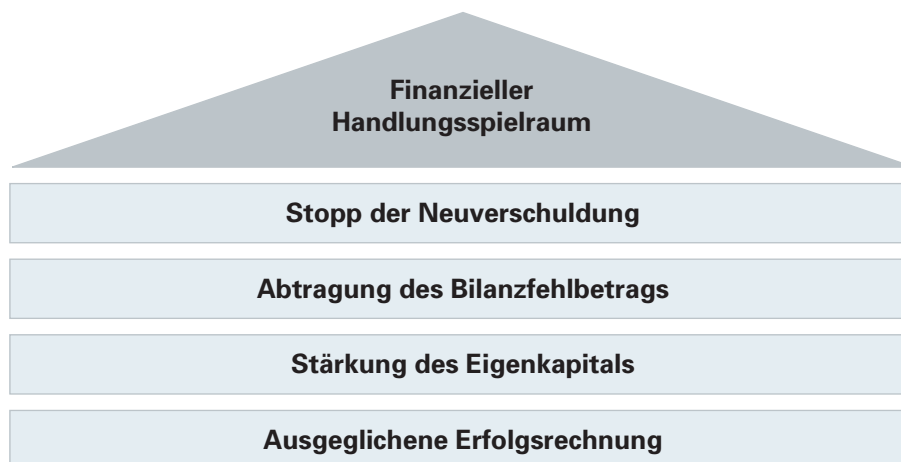 Finanzieller
Handlungsspielraum
Stopp der Neuverschuldung
Abtragung des Bilanzfehlbetrags
Stärkung des Eigenkapitals
Ausgeglichene Erfolgsrechnung